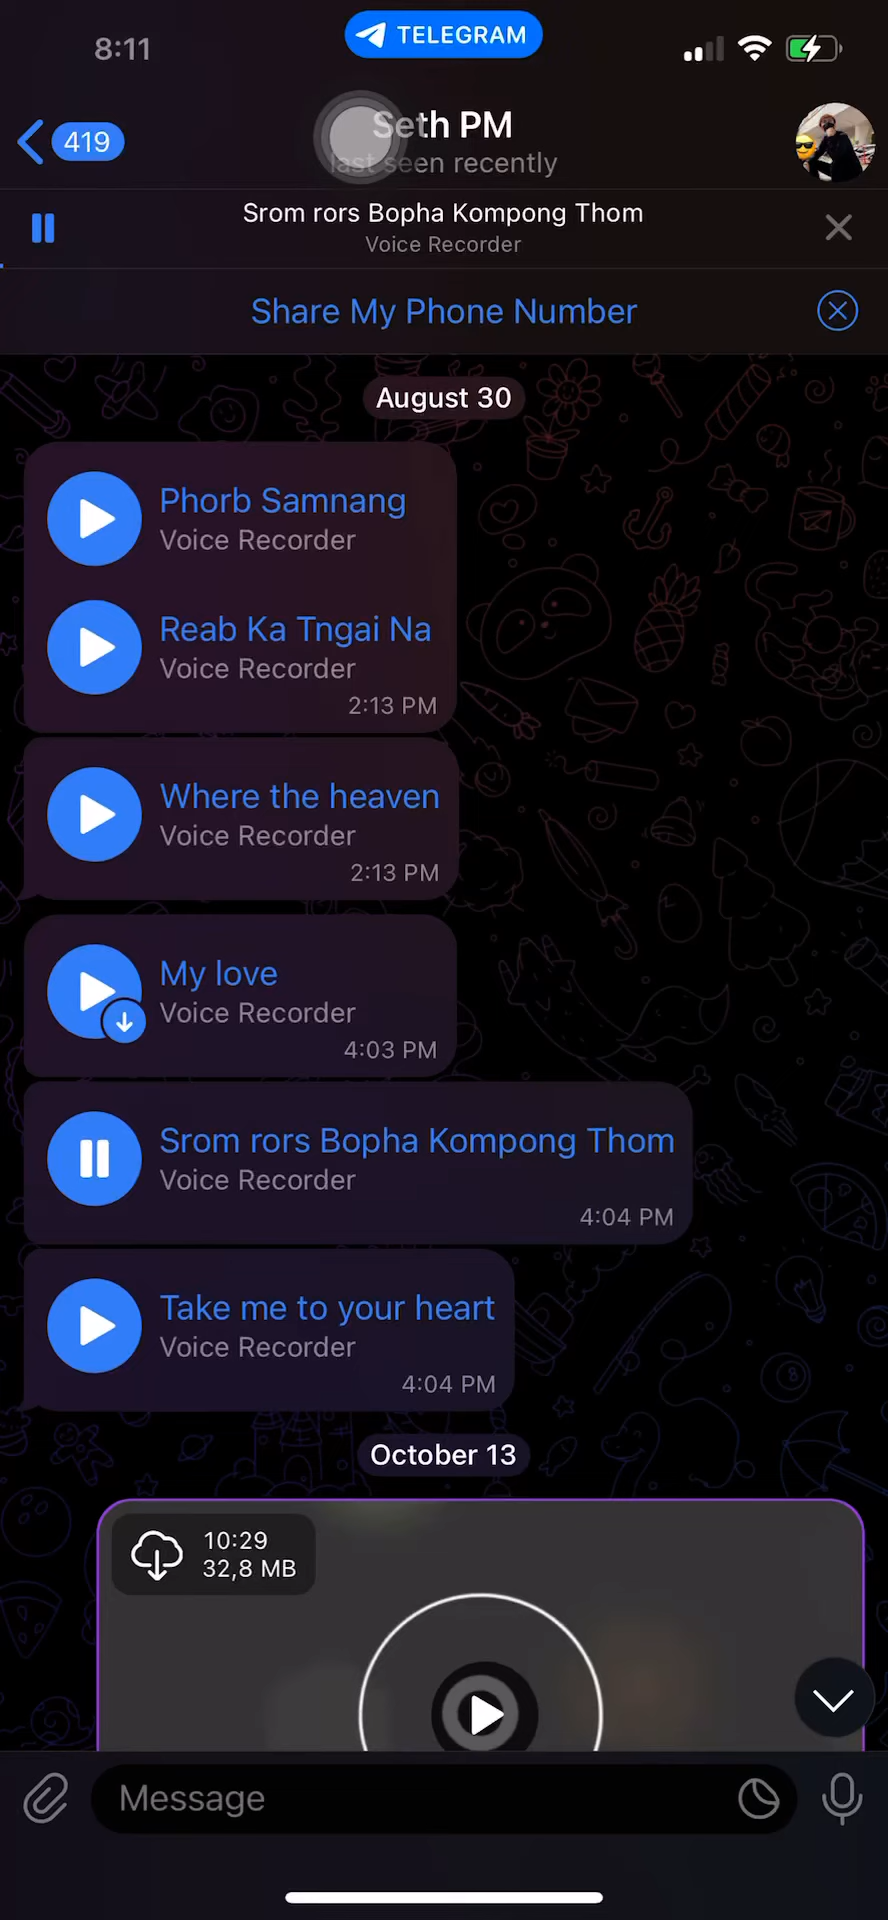 8:11
TELEGRAM
419
Seth PM
last seen recently
Srom rors Bopha Kompong Thom
Voice Recorder
Share My Phone Number
August 30
Phorb Samnang
Voice Recorder
Reab Ka Tngai Na
Voice Recorder
2:13 PM
Where the heaven
Voice Recorder
2:13 PM
My love
Voice Recorder
4:03 PM
Srom rors Bopha Kompong Thom
Voice Recorder
4:04 PM
Take me to your heart
Voice Recorder
4:04 PM
October 13
10:29
32,8 MB
Message